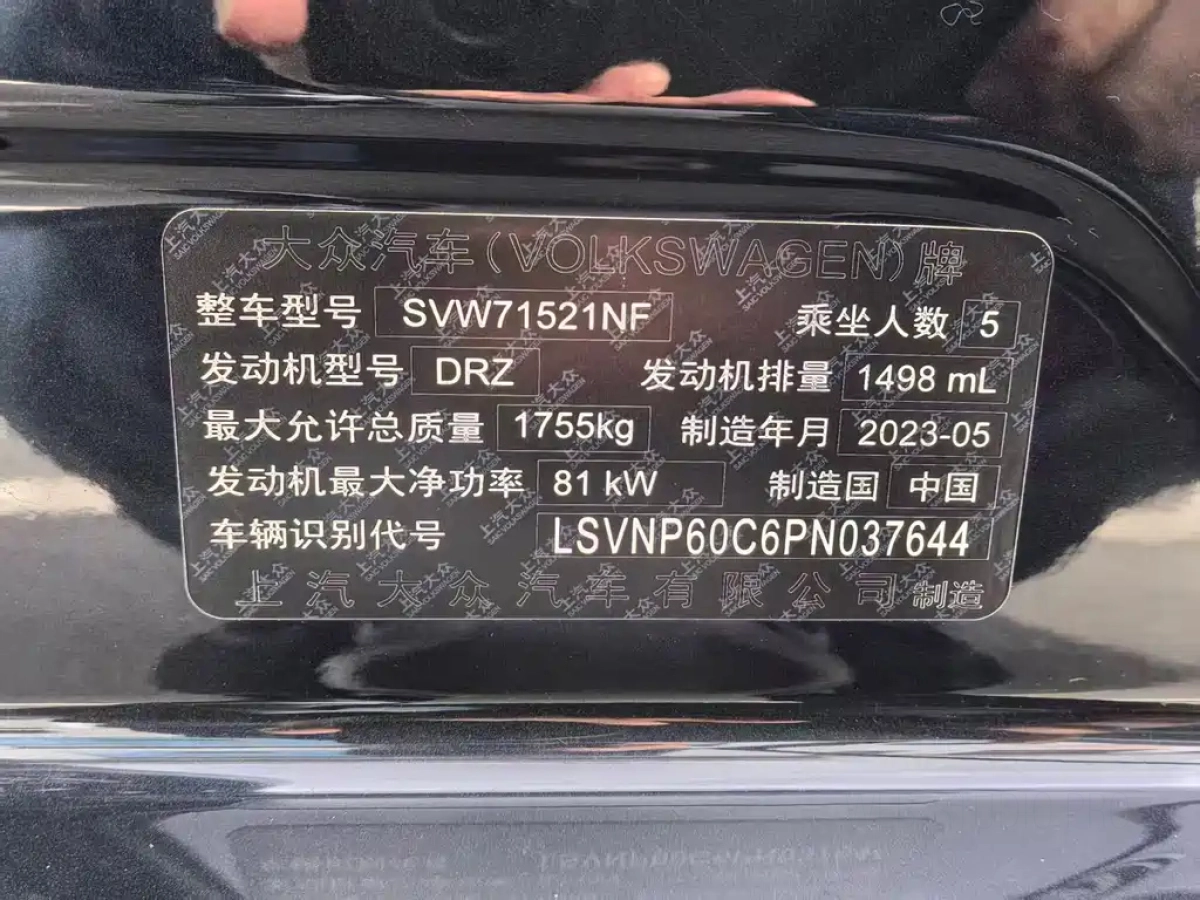 大众汽车(VOLKSWAGEN)牌
整车型号 SVW71521NF 乘坐人数 5
发动机型号 DRZ 发动机排量 1498 mL
最大允许总质量 1755kg 制造年月 2023-05
发动机最大净功率 81 kW 制造国 中国
车辆识别代号 LSVNP60C6PN037644
上汽大众汽车有限公司 制造